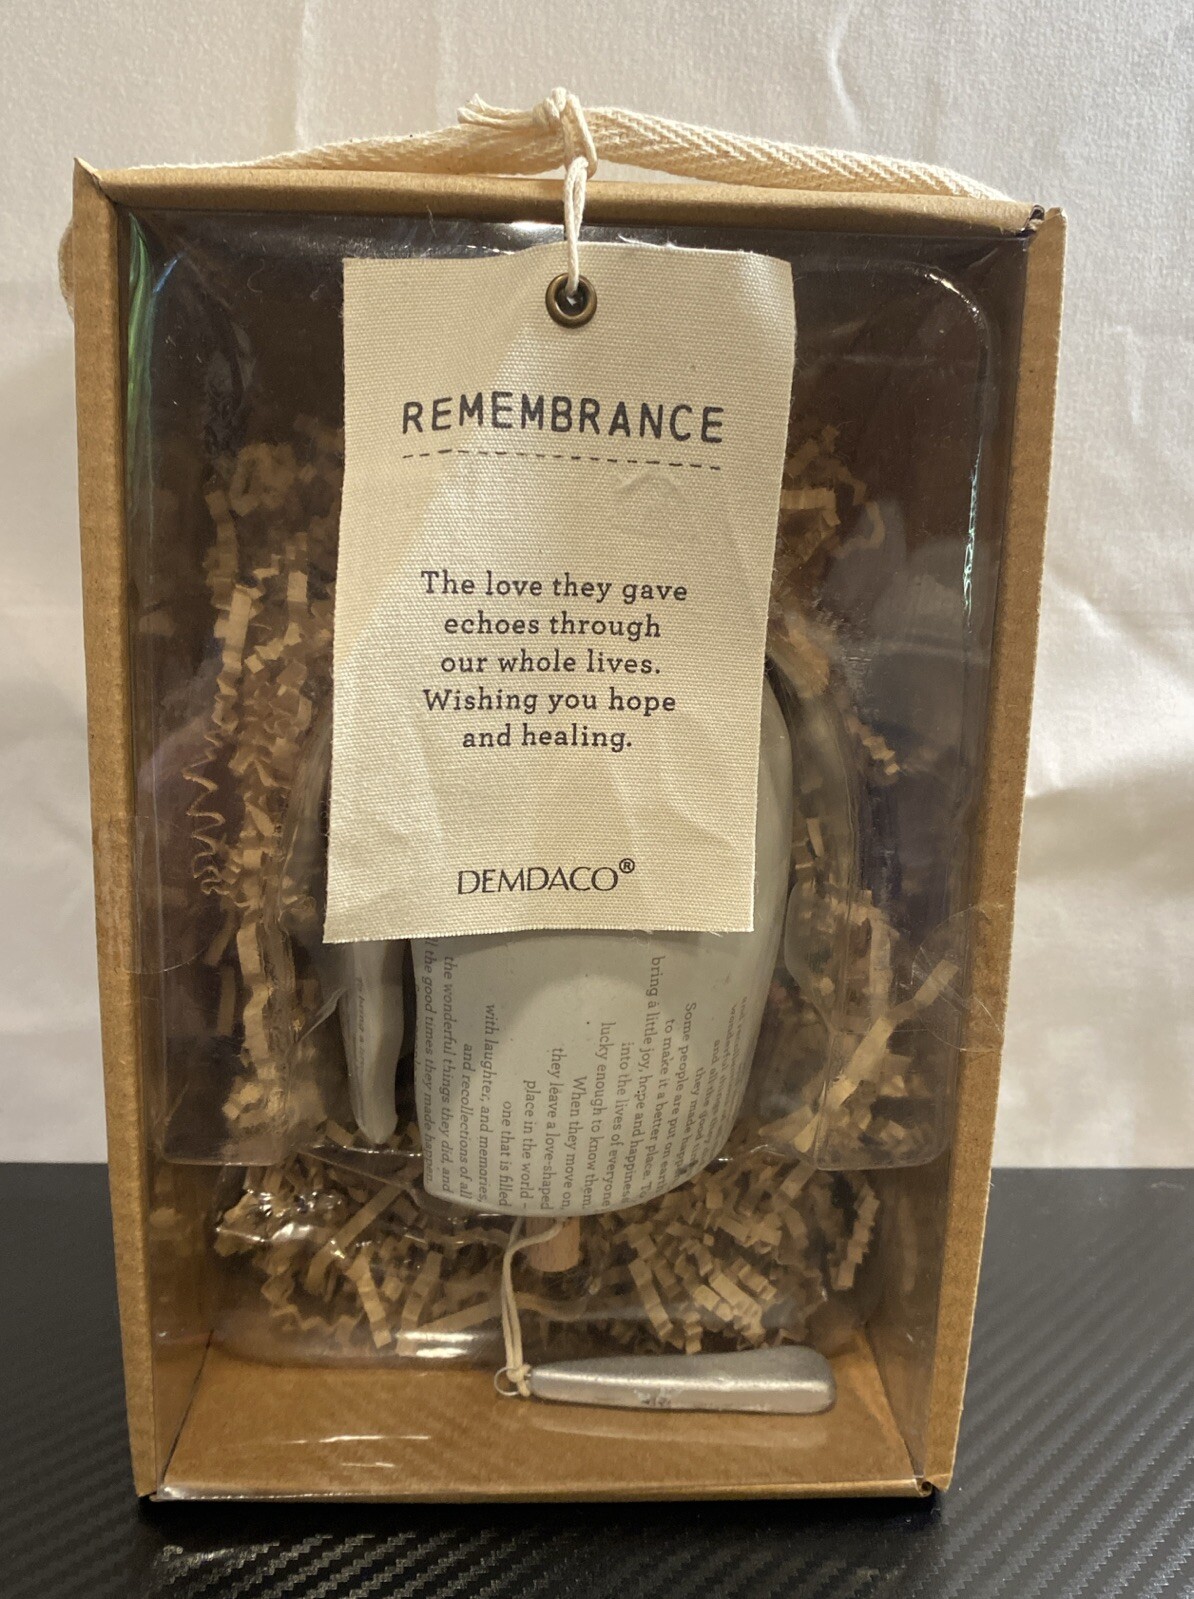 REMEMBRANCE
The love they gave
echoes through
our whole lives.
Wishing you hope
and healing.
DEMDACO®
Some people are put on earth
to make it a better place. To
bring a little joy, hope and happiness
into the lives of everyone
lucky enough to know them.
When they move on,
they leave a love-shaped
place in the world –
one that is filled
with laughter, and memories,
and recollections of all
the wonderful things they did, and
the good times they made happen.